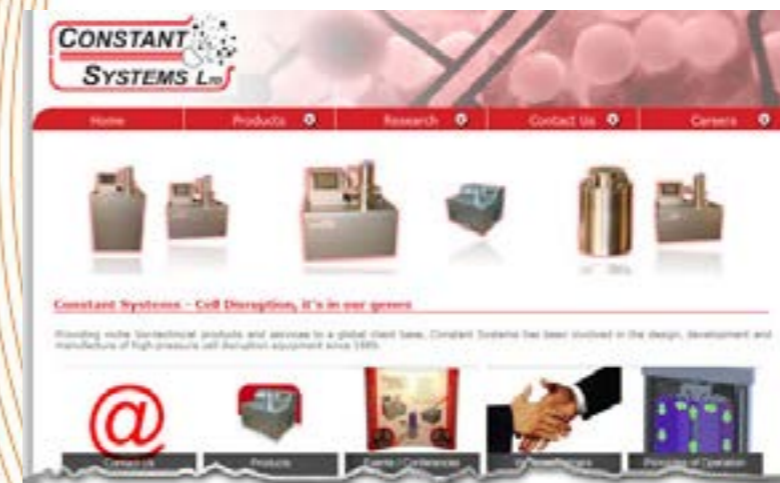 CONSTANT
SYSTEMS LTD
Home Products Research Contact Us Careers
Constant Systems - Cell Disruption, it's in our genes
Providing niche bio-technical products and services to a global client base, Constant Systems has been involved in the design, development and
manufacture of high pressure cell disruption equipment since 1989.
Contact Us Products Events / Conferences Principles of Operation